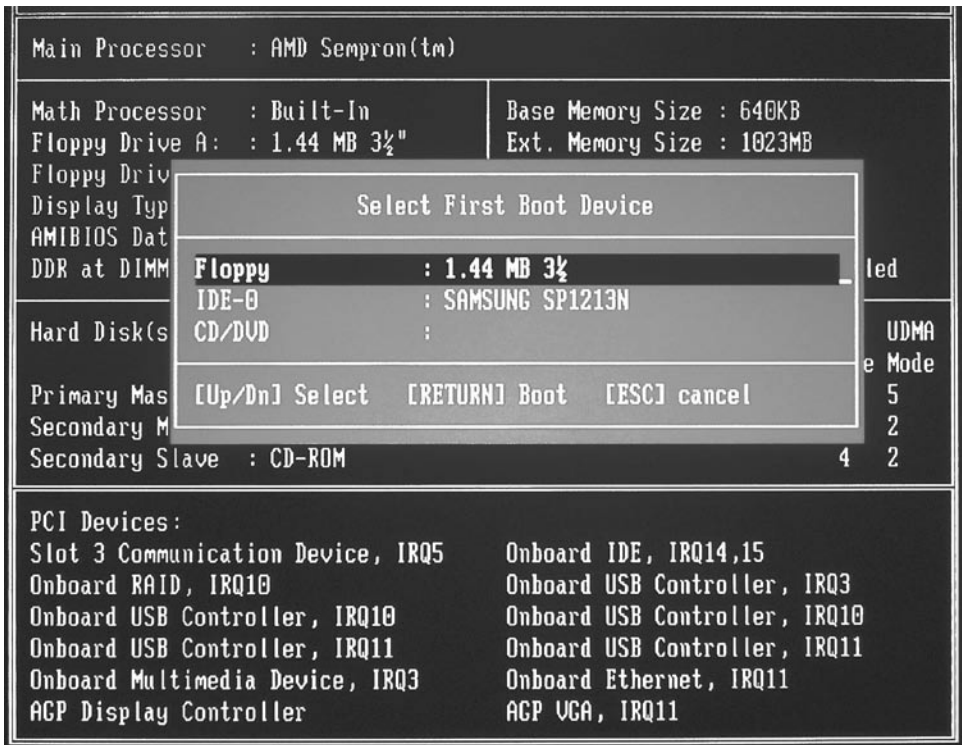 Main Processor : AMD Sempron(tm)
Math Processor : Built-In Base Memory Size : 640KB
Floppy Drive A: : 1.44 MB 3½" Ext. Memory Size : 1023MB
Floppy Driv
Display Typ
AMIBIOS Dat
DDR at DIMM led
Select First Boot Device
Floppy : 1.44 MB 3½
IDE-0 : SAMSUNG SP1213N
CD/DVD :
[Up/Dn] Select [RETURN] Boot [ESC] cancel
Hard Disk(s UDMA
e Mode
Primary Mas 5
Secondary M 2
Secondary Slave : CD-ROM 4 2
PCI Devices:
Slot 3 Communication Device, IRQ5 Onboard IDE, IRQ14,15
Onboard RAID, IRQ10 Onboard USB Controller, IRQ3
Onboard USB Controller, IRQ10 Onboard USB Controller, IRQ10
Onboard USB Controller, IRQ11 Onboard USB Controller, IRQ11
Onboard Multimedia Device, IRQ3 Onboard Ethernet, IRQ11
AGP Display Controller AGP VGA, IRQ11